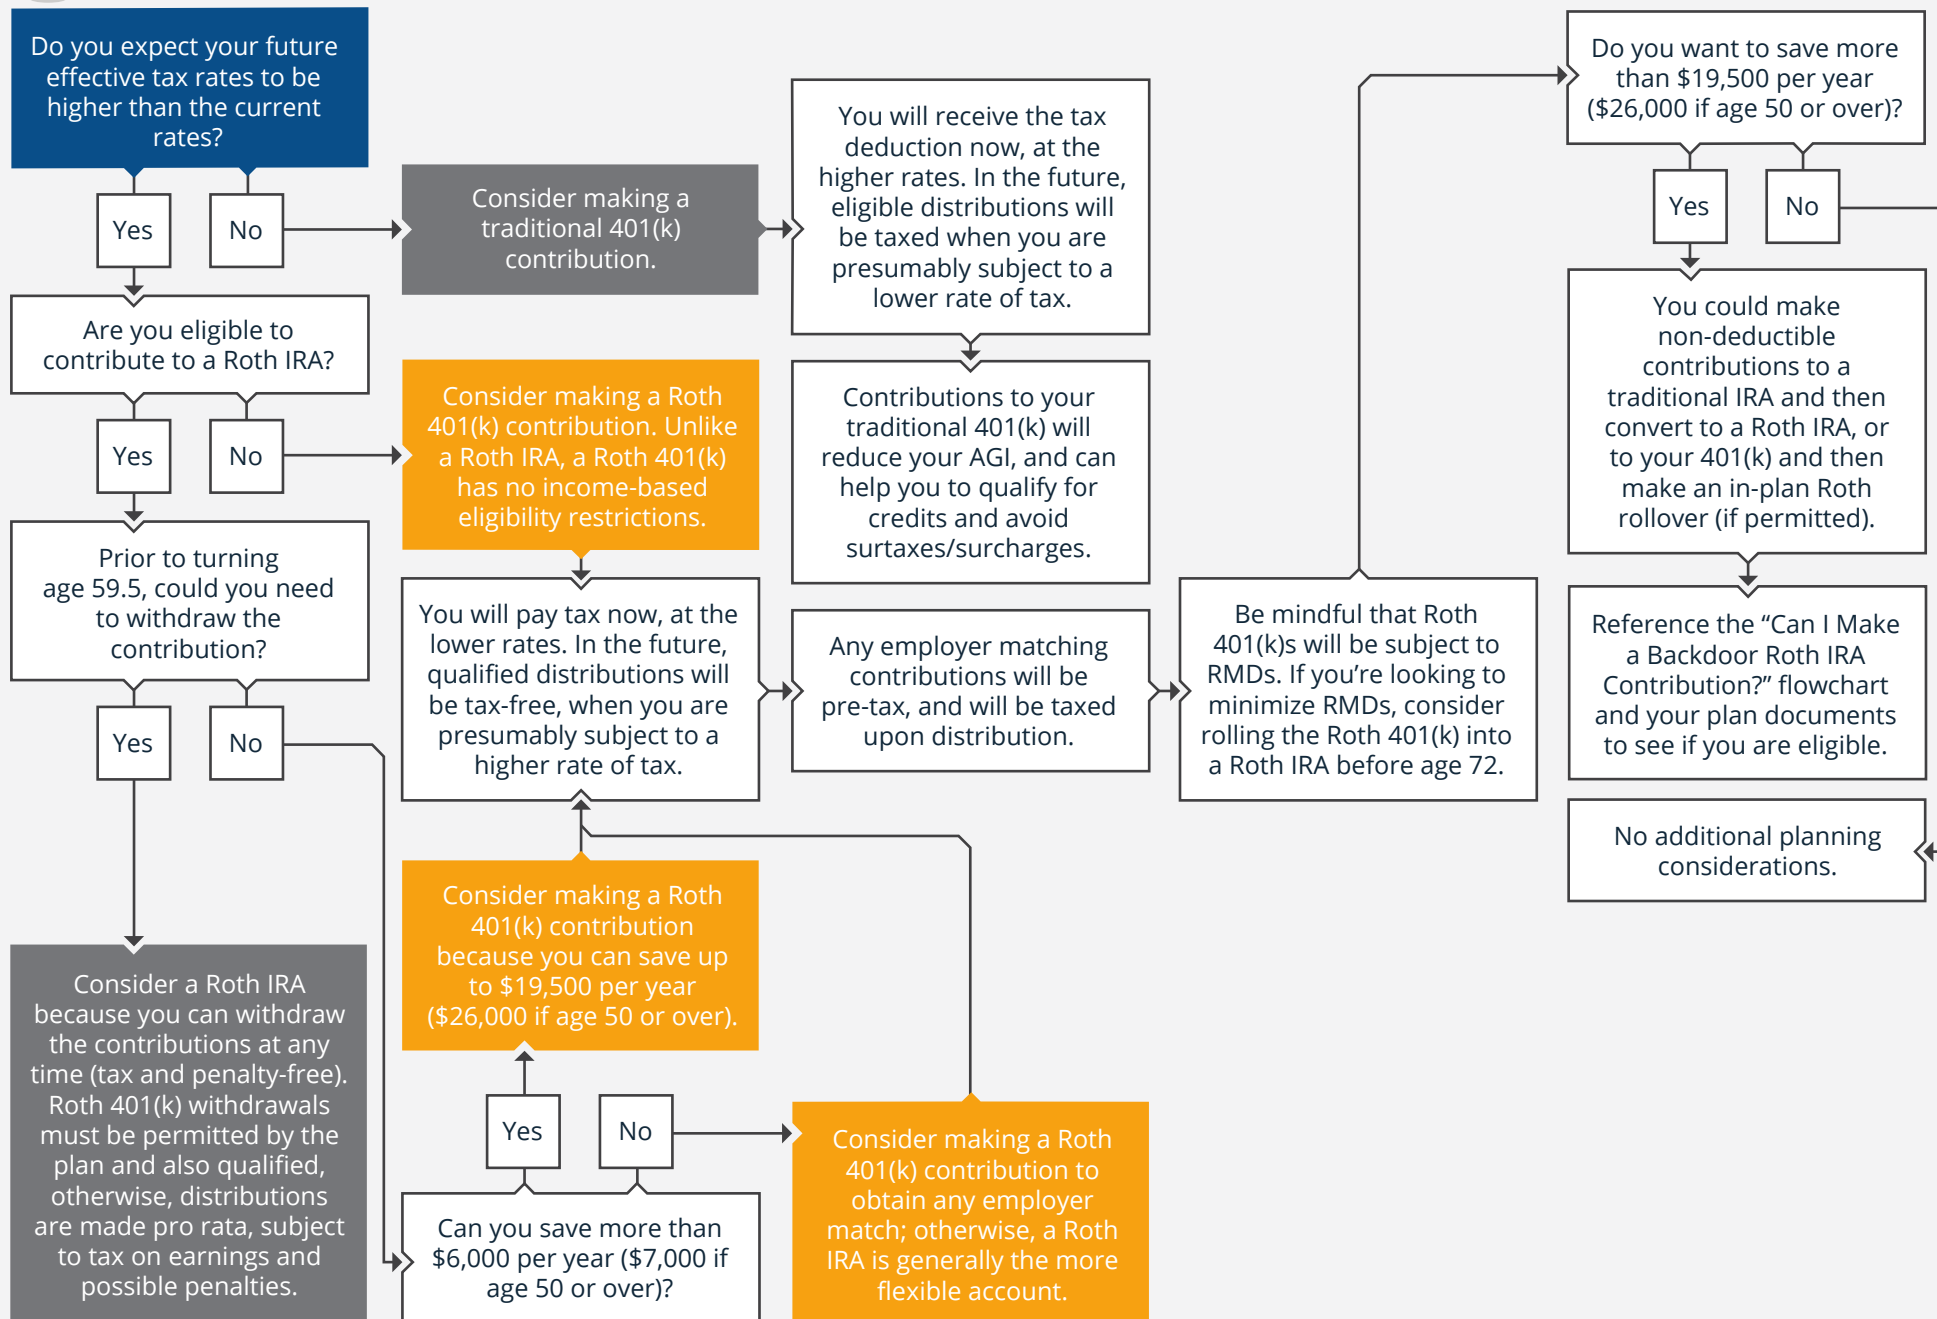 Do you expect your future
effective tax rates to be
higher than the current
rates?
Yes
No
Are you eligible to
contribute to a Roth IRA?
Yes
No
Prior to turning
age 59.5, could you need
to withdraw the
contribution?
Yes
No
Consider a Roth IRA
because you can withdraw
the contributions at any
time (tax and penalty-free).
Roth 401(k) withdrawals
must be permitted by the
plan and also qualified,
otherwise, distributions
are made pro rata, subject
to tax on earnings and
possible penalties.
Consider making a
traditional 401(k)
contribution.
Consider making a Roth
401(k) contribution. Unlike
a Roth IRA, a Roth 401(k)
has no income-based
eligibility restrictions.
You will pay tax now, at the
lower rates. In the future,
qualified distributions will
be tax-free, when you are
presumably subject to a
higher rate of tax.
Consider making a Roth
401(k) contribution
because you can save up
to $19,500 per year
($26,000 if age 50 or over).
Yes
No
Can you save more than
$6,000 per year ($7,000 if
age 50 or over)?
You will receive the tax
deduction now, at the
higher rates. In the future,
eligible distributions will
be taxed when you are
presumably subject to a
lower rate of tax.
Contributions to your
traditional 401(k) will
reduce your AGI, and can
help you to qualify for
credits and avoid
surtaxes/surcharges.
Any employer matching
contributions will be
pre-tax, and will be taxed
upon distribution.
Consider making a Roth
401(k) contribution to
obtain any employer
match; otherwise, a Roth
IRA is generally the more
flexible account.
Be mindful that Roth
401(k)s will be subject to
RMDs. If you’re looking to
minimize RMDs, consider
rolling the Roth 401(k) into
a Roth IRA before age 72.
Do you want to save more
than $19,500 per year
($26,000 if age 50 or over)?
Yes
No
You could make
non-deductible
contributions to a
traditional IRA and then
convert to a Roth IRA, or
to your 401(k) and then
make an in-plan Roth
rollover (if permitted).
Reference the “Can I Make
a Backdoor Roth IRA
Contribution?” flowchart
and your plan documents
to see if you are eligible.
No additional planning
considerations.